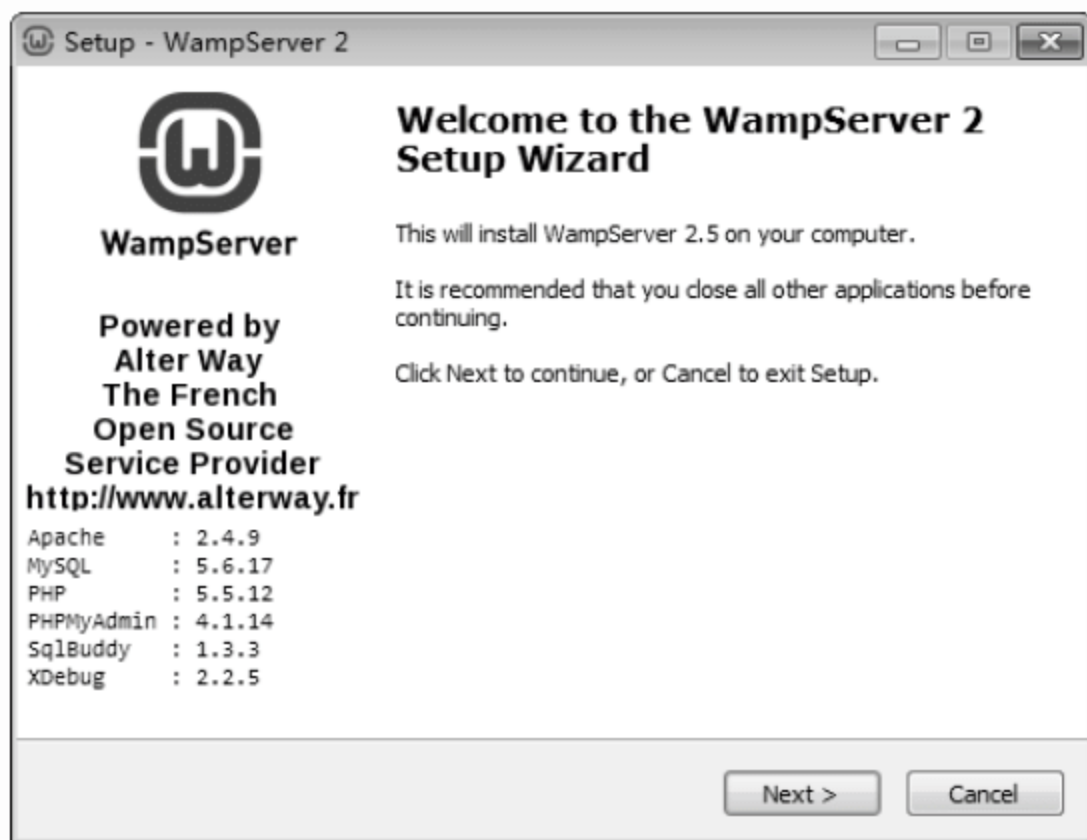 Setup - WampServer 2
WampServer
Powered by
Alter Way
The French
Open Source
Service Provider
http://www.alterway.fr
Apache : 2.4.9
MySQL : 5.6.17
PHP : 5.5.12
PHPMyAdmin : 4.1.14
SqlBuddy : 1.3.3
XDebug : 2.2.5
Welcome to the WampServer 2
Setup Wizard
This will install WampServer 2.5 on your computer.
It is recommended that you close all other applications before
continuing.
Click Next to continue, or Cancel to exit Setup.
Next >
Cancel